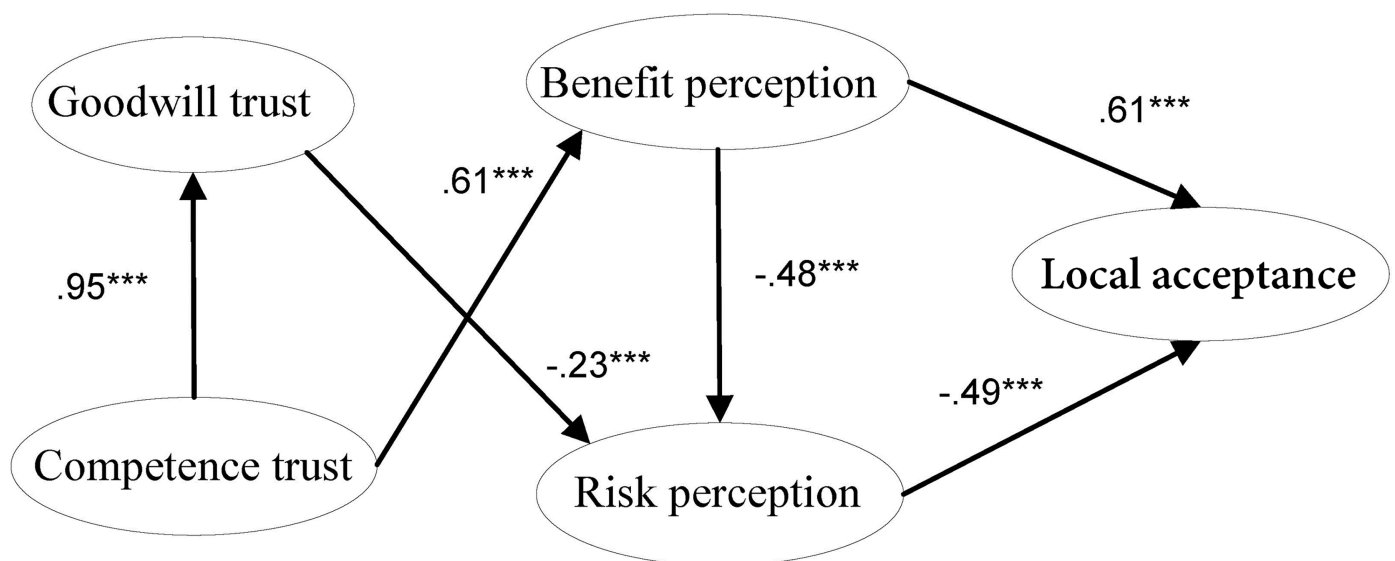 Goodwill trust
Benefit perception
.61***
.61***
.95***
-.48***
Local acceptance
-.23***
-.49***
Competence trust
Risk perception